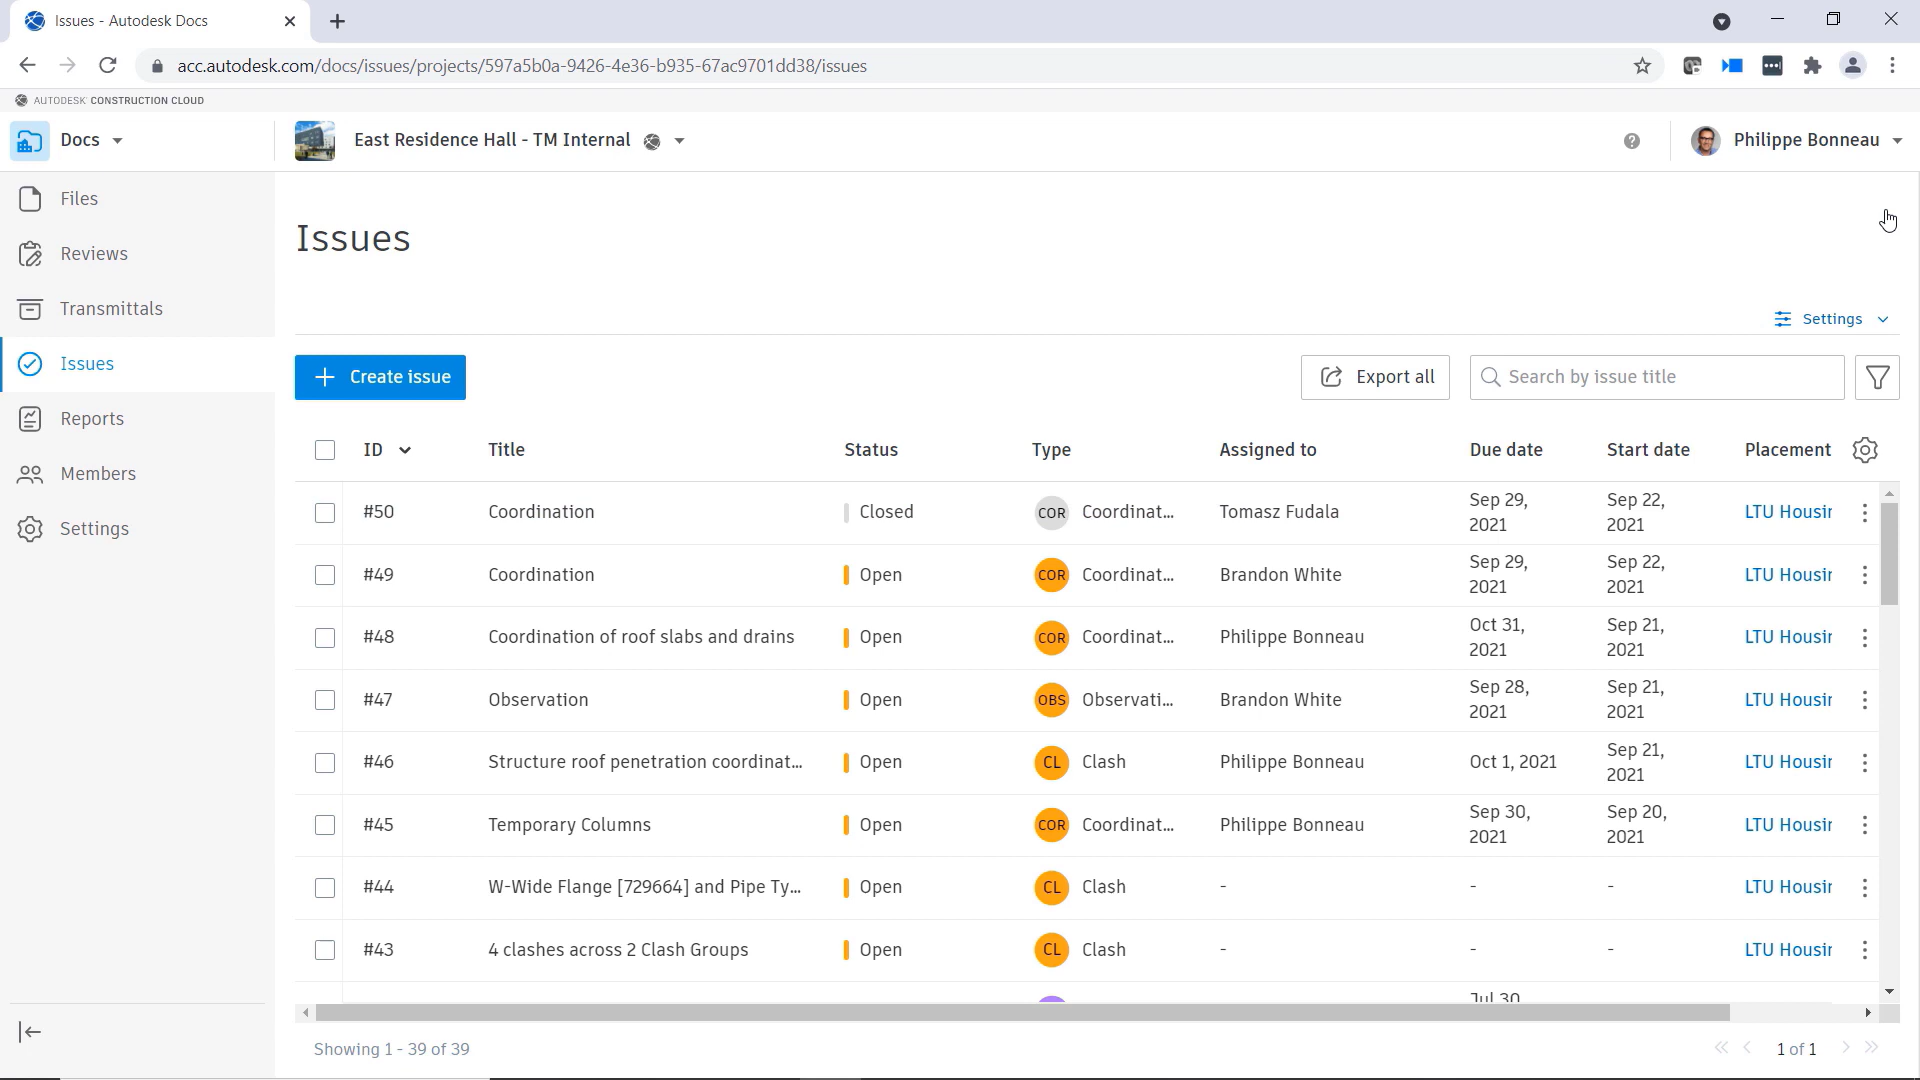 Issues - Autodesk Docs
acc.autodesk.com/docs/issues/projects/597a5b0a-9426-4e36-b935-67ac9701dd38/issues
AUTODESK CONSTRUCTION CLOUD
Docs
East Residence Hall - TM Internal
Philippe Bonneau
Files
Reviews
Transmittals
Issues
Reports
Members
Settings
Issues
Settings
Create issue
Export all
Search by issue title
ID Title Status Type Assigned to Due date Start date Placement
#50 Coordination Closed COR Coordinat... Tomasz Fudala Sep 29, 2021 Sep 22, 2021 LTU Housir
#49 Coordination Open COR Coordinat... Brandon White Sep 29, 2021 Sep 22, 2021 LTU Housir
#48 Coordination of roof slabs and drains Open COR Coordinat... Philippe Bonneau Oct 31, 2021 Sep 21, 2021 LTU Housir
#47 Observation Open OBS Observati... Brandon White Sep 28, 2021 Sep 21, 2021 LTU Housir
#46 Structure roof penetration coordinat... Open CL Clash Philippe Bonneau Oct 1, 2021 Sep 21, 2021 LTU Housir
#45 Temporary Columns Open COR Coordinat... Philippe Bonneau Sep 30, 2021 Sep 20, 2021 LTU Housir
#44 W-Wide Flange [729664] and Pipe Ty... Open CL Clash - - - LTU Housir
#43 4 clashes across 2 Clash Groups Open CL Clash - - - LTU Housir
Jul 30
Showing 1 - 39 of 39
1 of 1